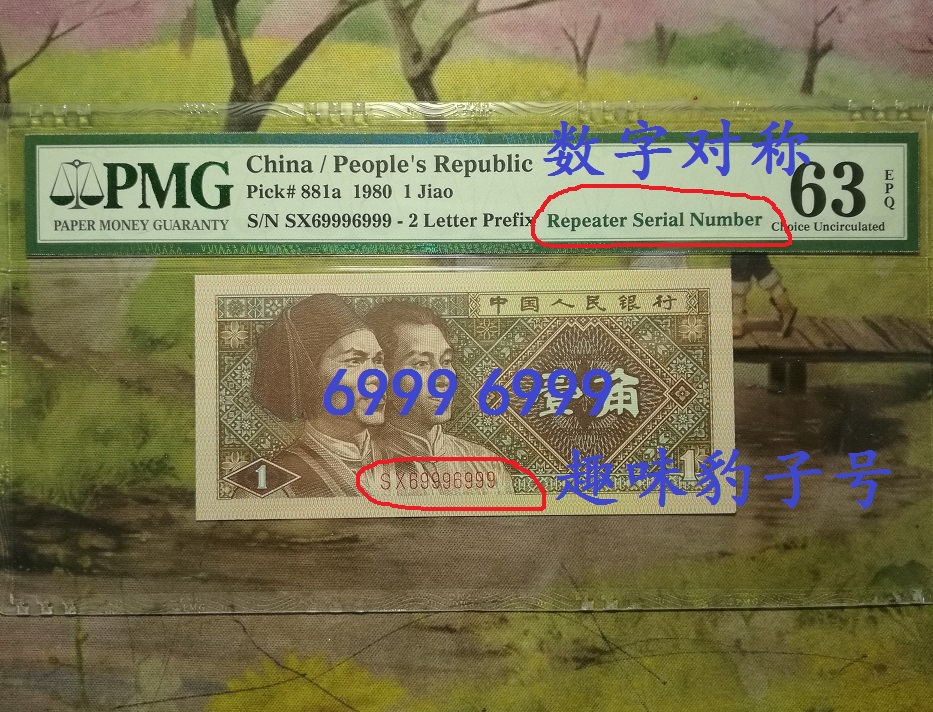 数字对称
PMG
PAPER MONEY GUARANTY
China / People's Republic
Pick# 881a 1980 1 Jiao
S/N SX69996999 - 2 Letter Prefix
Repeater Serial Number
63
EPQ
Choice Uncirculated
中国人民银行
6999 6999
壹角
1
SX69996999
1
趣味豹子号
PMG